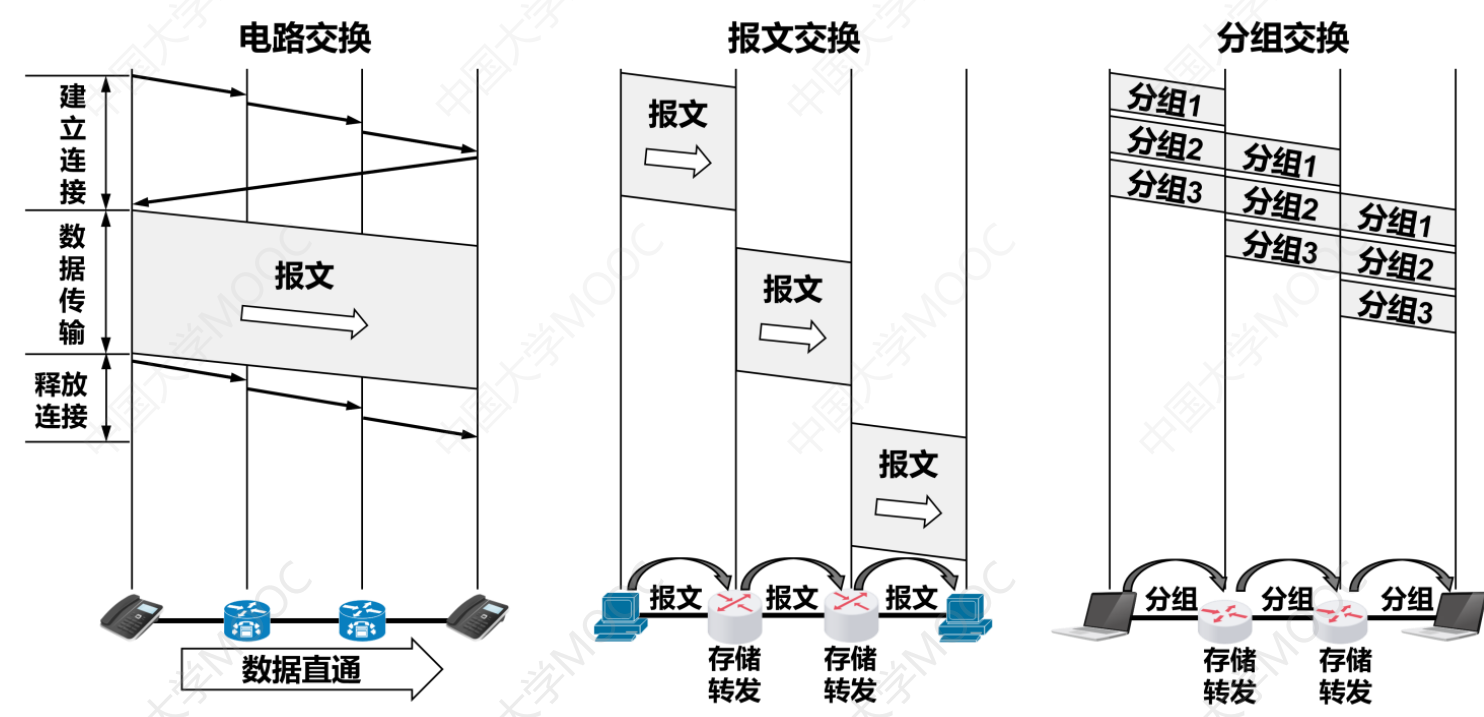 电路交换
报文交换
分组交换
建立连接
数据传输
释放
连接
报文
数据直通
报文
报文
报文
报文
报文
报文
存储
转发
存储
转发
分组1
分组2
分组1
分组3
分组2
分组1
分组3
分组2
分组3
分组
分组
分组
存储
转发
存储
转发
中国大学MOOC